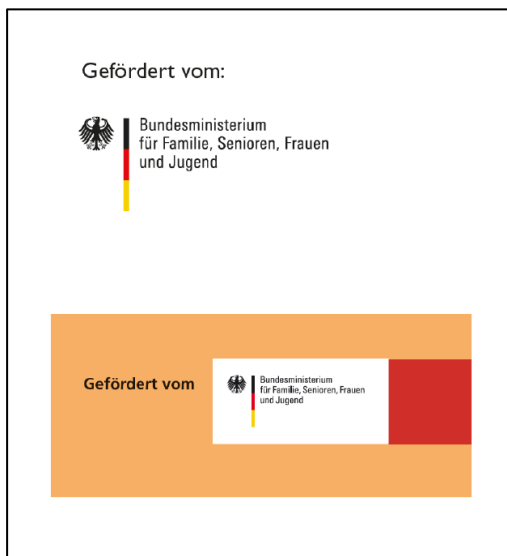 Gefördert vom:
Bundesministerium
für Familie, Senioren, Frauen
und Jugend
Gefördert vom
Bundesministerium
für Familie, Senioren, Frauen
und Jugend